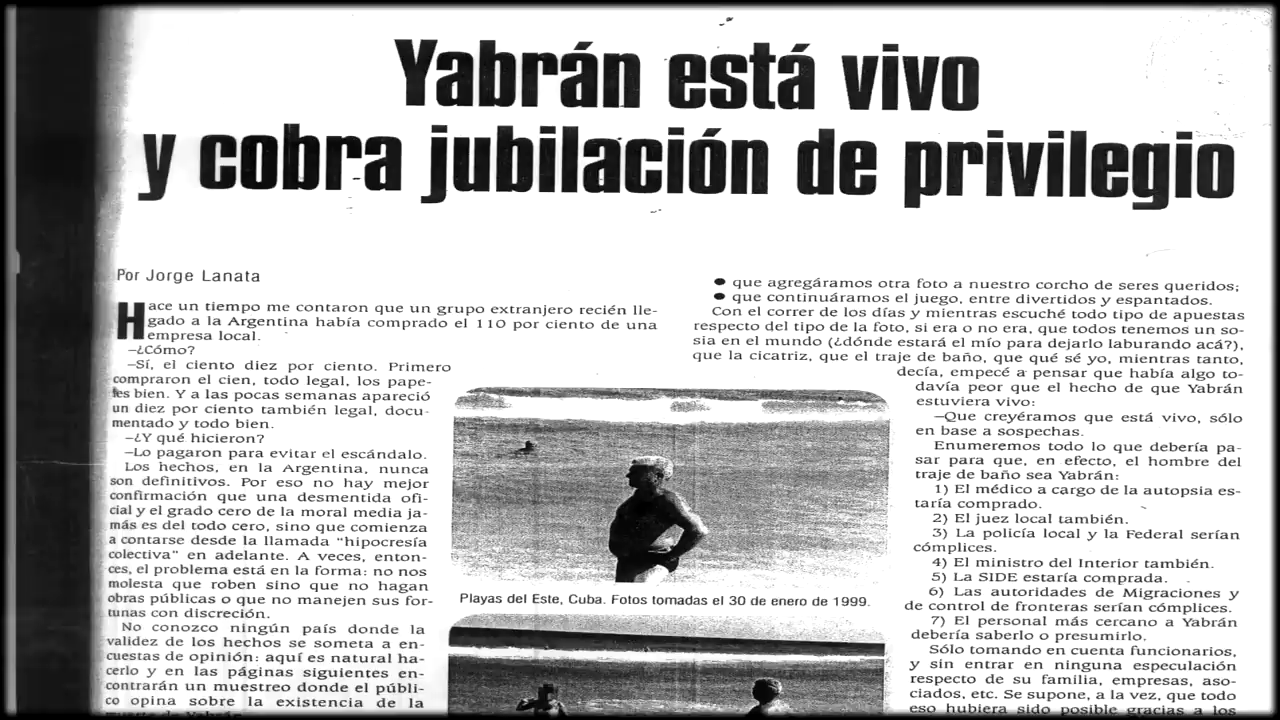 Yabrán está vivo
y cobra jubilación de privilegio
Por Jorge Lanata
Hace un tiempo me contaron que un grupo extranjero recién lle-
gado a la Argentina había comprado el 110 por ciento de una
empresa local.
–¿Cómo?
–Sí, el ciento diez por ciento. Primero
compraron el cien, todo legal, los pape-
les bien. Y a las pocas semanas apareció
un diez por ciento también legal, docu-
mentado y todo bien.
–¿Y qué hicieron?
–Lo pagaron para evitar el escándalo.
Los hechos, en la Argentina, nunca
son definitivos. Por eso no hay mejor
confirmación que una desmentida ofi-
cial y el grado cero de la moral media ja-
más es del todo cero, sino que comienza
a contarse desde la llamada “hipocresía
colectiva” en adelante. A veces, enton-
ces, el problema está en la forma: no nos
molesta que roben sino que no hagan
obras públicas o que no manejen sus for-
tunas con discreción.
No conozco ningún país donde la
validez de los hechos se someta a en-
cuestas de opinión: aquí es natural ha-
cerlo y en las páginas siguientes en-
contrarán un muestreo donde el públi-
co opina sobre la existencia de la
muerte de Yabrán
Playas del Este, Cuba. Fotos tomadas el 30 de enero de 1999.
● que agregáramos otra foto a nuestro corcho de seres queridos;
● que continuáramos el juego, entre divertidos y espantados.
Con el correr de los días y mientras escuché todo tipo de apuestas
respecto del tipo de la foto, si era o no era, que todos tenemos un so-
sia en el mundo (¿dónde estará el mío para dejarlo laburando acá?),
que la cicatriz, que el traje de baño, que qué sé yo, mientras tanto,
decía, empecé a pensar que había algo to-
davía peor que el hecho de que Yabrán
estuviera vivo:
–Que creyéramos que está vivo, sólo
en base a sospechas.
Enumeremos todo lo que debería pa-
sar para que, en efecto, el hombre del
traje de baño sea Yabrán:
1) El médico a cargo de la autopsia es-
taría comprado.
2) El juez local también.
3) La policía local y la Federal serían
cómplices.
4) El ministro del Interior también.
5) La SIDE estaría comprada.
6) Las autoridades de Migraciones y
de control de fronteras serían cómplices.
7) El personal más cercano a Yabrán
debería saberlo o presumirlo.
Sólo tomando en cuenta funcionarios,
y sin entrar en ninguna especulación
respecto de su familia, empresas, aso-
ciados, etc. Se supone, a la vez, que todo
eso hubiera sido posible gracias a los